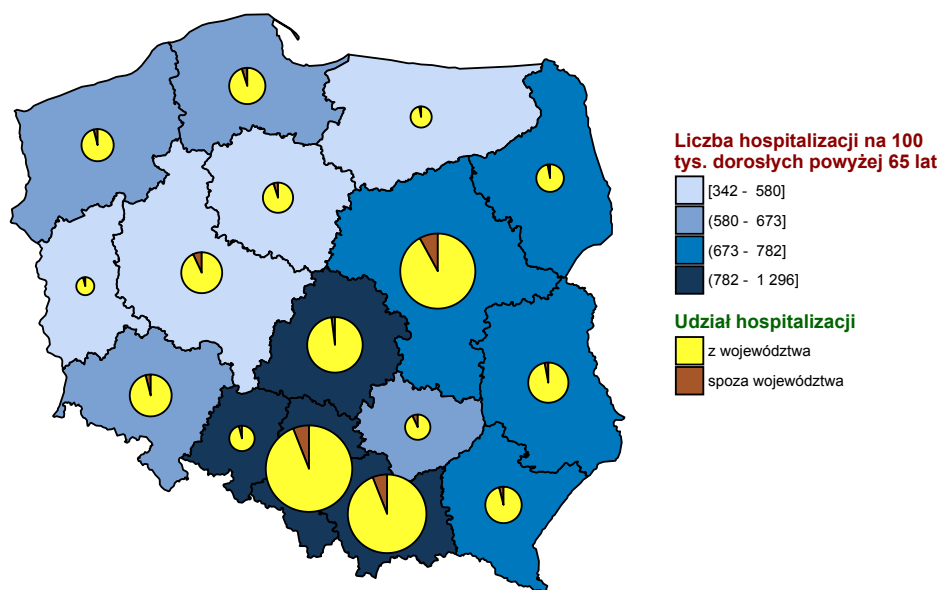 Liczba hospitalizacji na 100
tys. dorosłych powyżej 65 lat
[342 - 580]
(580 - 673]
(673 - 782]
(782 - 1 296]
Udział hospitalizacji
z województwa
spoza województwa